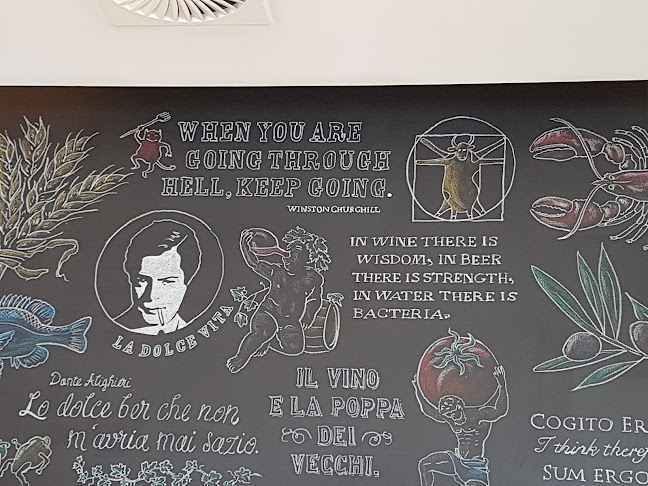 WHEN YOU ARE
GOING THROUGH
HELL, KEEP GOING.
WINSTON CHURCHILL
LA DOLCE VITA
IN WINE THERE IS
WISDOM, IN BEER
THERE IS STRENGTH,
IN WATER THERE IS
BACTERIA.
Dante Alighieri
Lo dolce ber che non
m'avria mai sazio.
IL VINO
E LA POPPA
DEI
VECCHI.
COGITO ER
I think theref
SUM ERGO